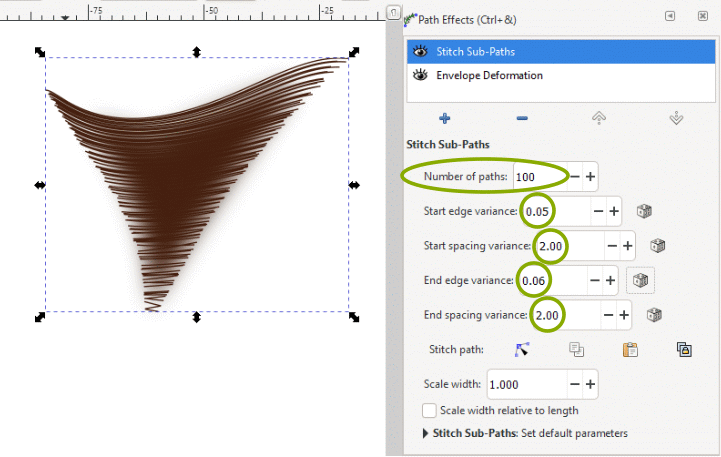 -75 -50 -25
Path Effects (Ctrl+&)
Stitch Sub-Paths
Envelope Deformation
Stitch Sub-Paths
Number of paths: 100
Start edge variance: 0.05
Start spacing variance: 2.00
End edge variance: 0.06
End spacing variance: 2.00
Stitch path:
Scale width: 1.000
Scale width relative to length
Stitch Sub-Paths: Set default parameters